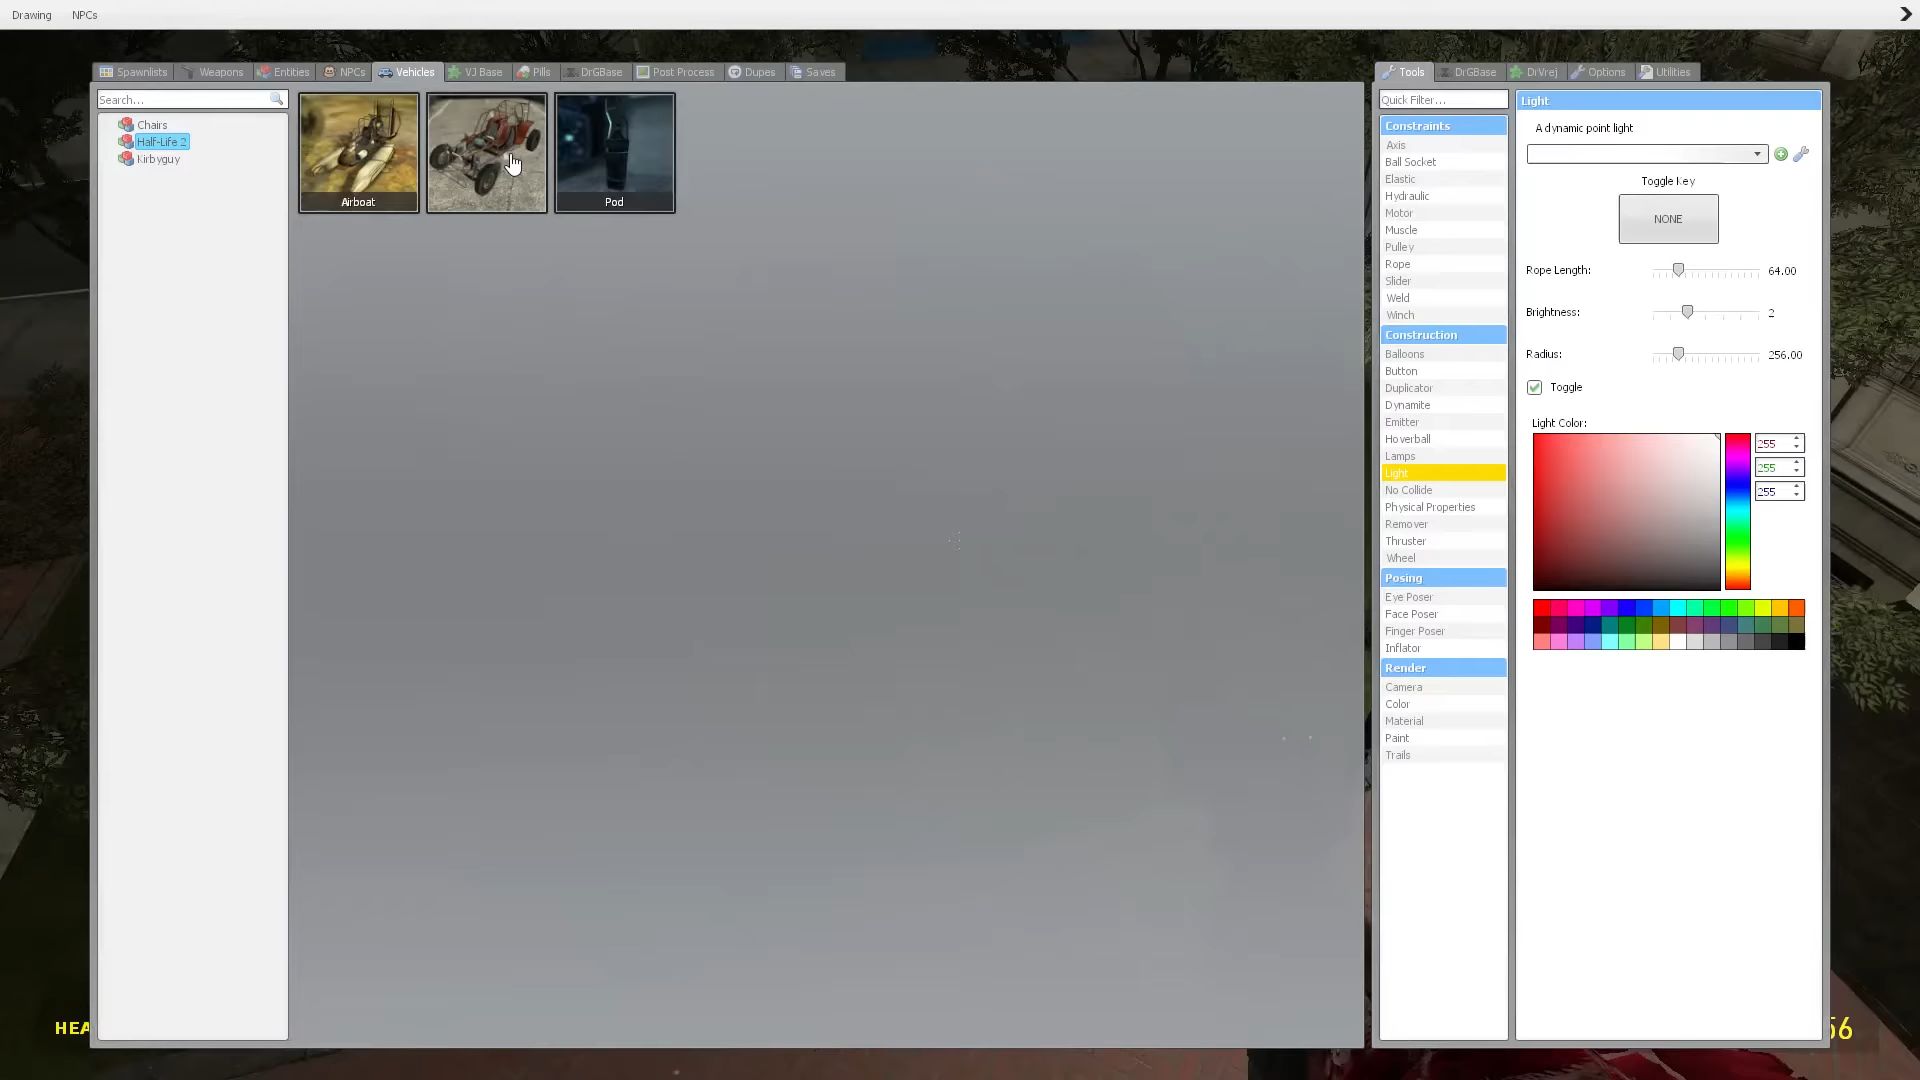 Drawing NPCs
Spawnlists Weapons Entities NPCs Vehicles VJ Base Pills DrGBase Post Process Dupes Saves
Tools DrGBase DrVrej Options Utilities
Search...
Chairs
Half-Life 2
Kirbyguy
Airboat
Pod
Quick Filter...
Constraints
Axis
Ball Socket
Elastic
Hydraulic
Motor
Muscle
Pulley
Rope
Slider
Weld
Winch
Construction
Balloons
Button
Duplicator
Dynamite
Emitter
Hoverball
Lamps
Light
No Collide
Physical Properties
Remover
Thruster
Wheel
Posing
Eye Poser
Face Poser
Finger Poser
Inflator
Render
Camera
Color
Material
Paint
Trails
Light
A dynamic point light
Toggle Key
NONE
Rope Length: 64.00
Brightness: 2
Radius: 256.00
Toggle
Light Color:
255
255
255
HEA
56